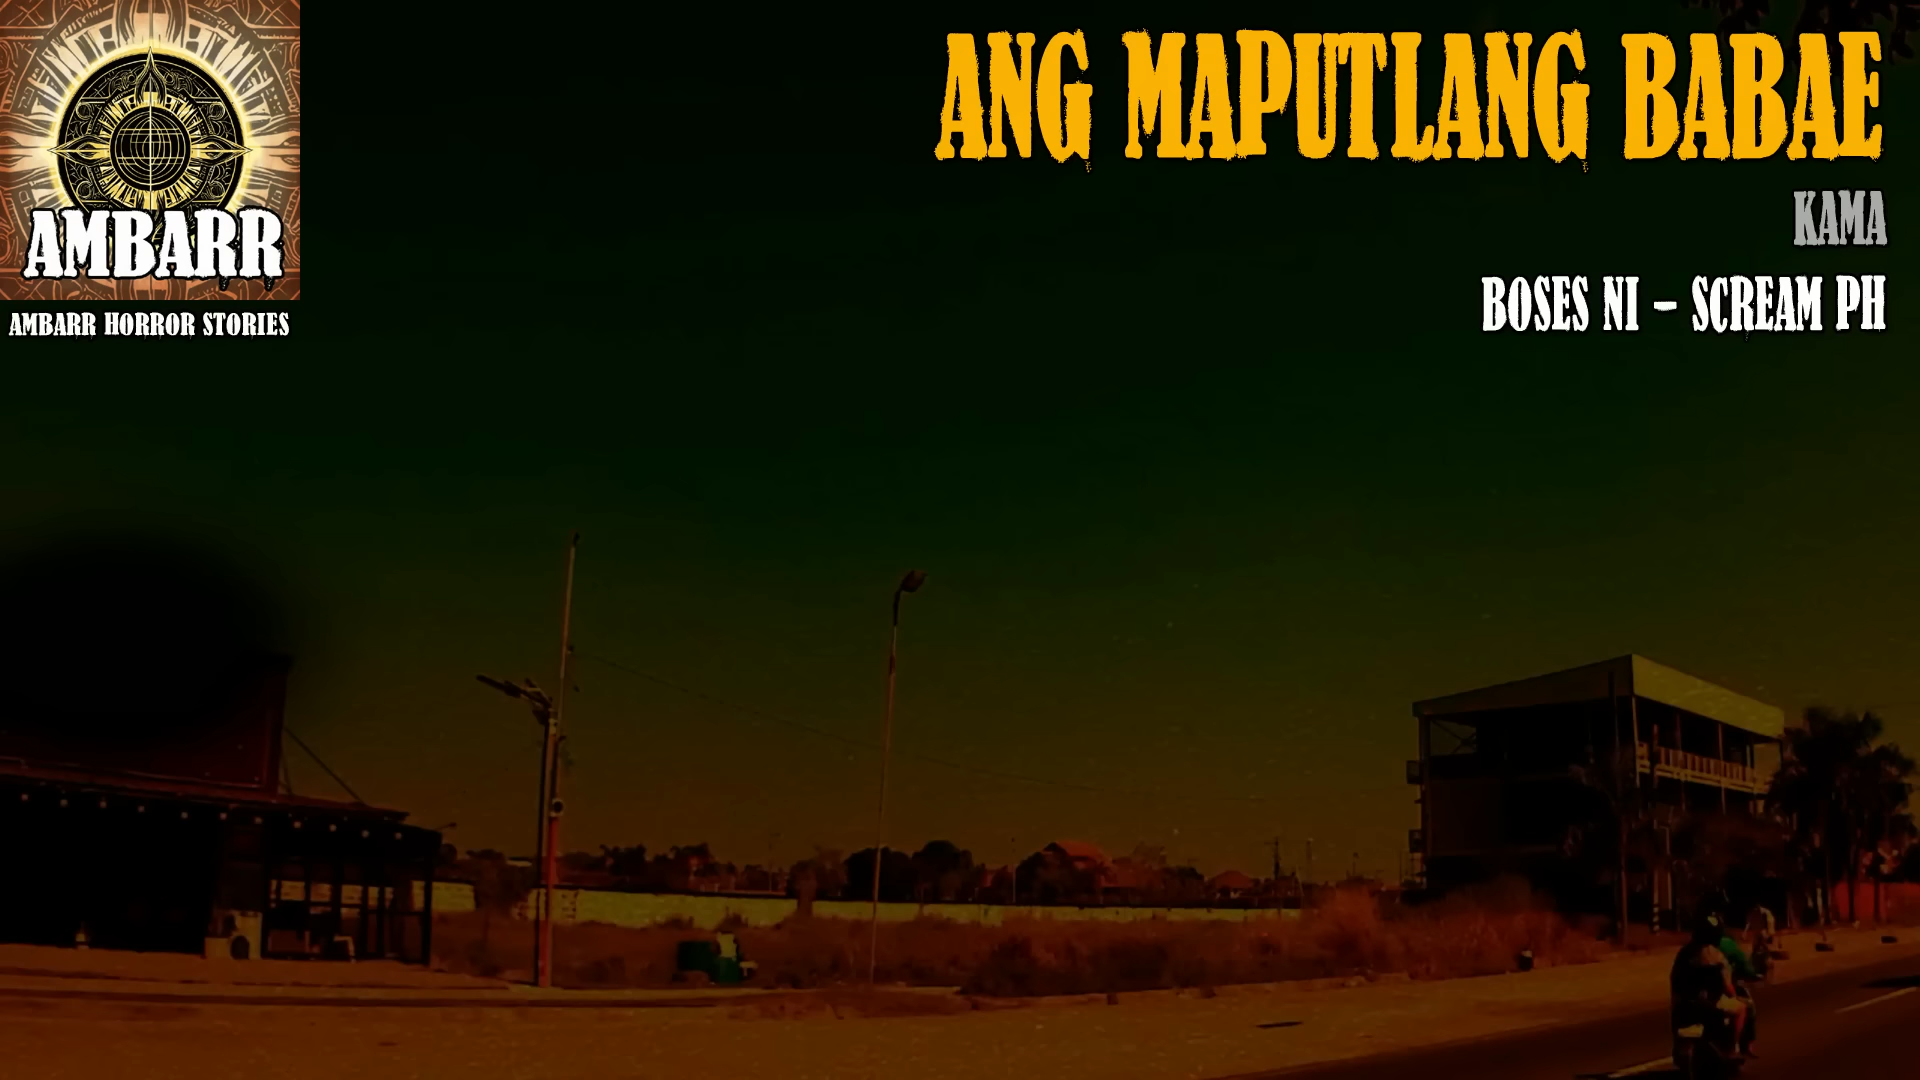 AMBARR
AMBARR HORROR STORIES
ANG MAPUTLANG BABAE
KAMA
BOSES NI – SCREAM PH